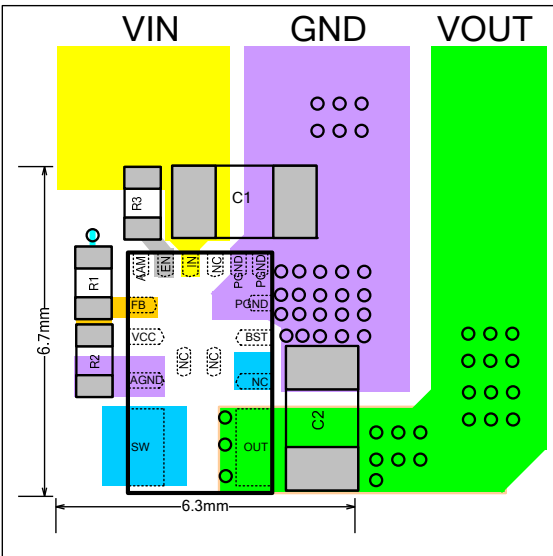 VIN GND VOUT
R3
C1
AAM EN IN NC PGND PGND
R1
FB PGND
VCC BST
R2
NC NC
AGND NC
C2
SW OUT
6.7mm
6.3mm